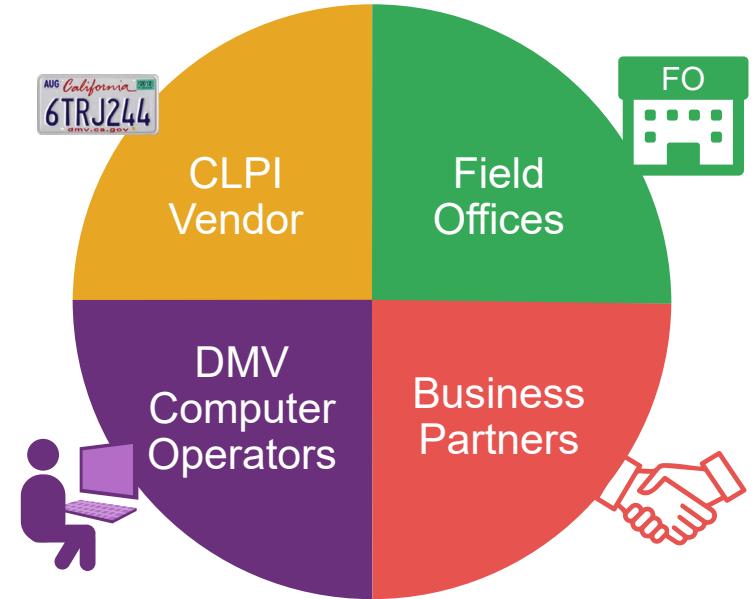 AUG California 
6TRJ244
dmv.ca.gov
FO
CLPI
Vendor
Field
Offices
DMV
Computer
Operators
Business
Partners